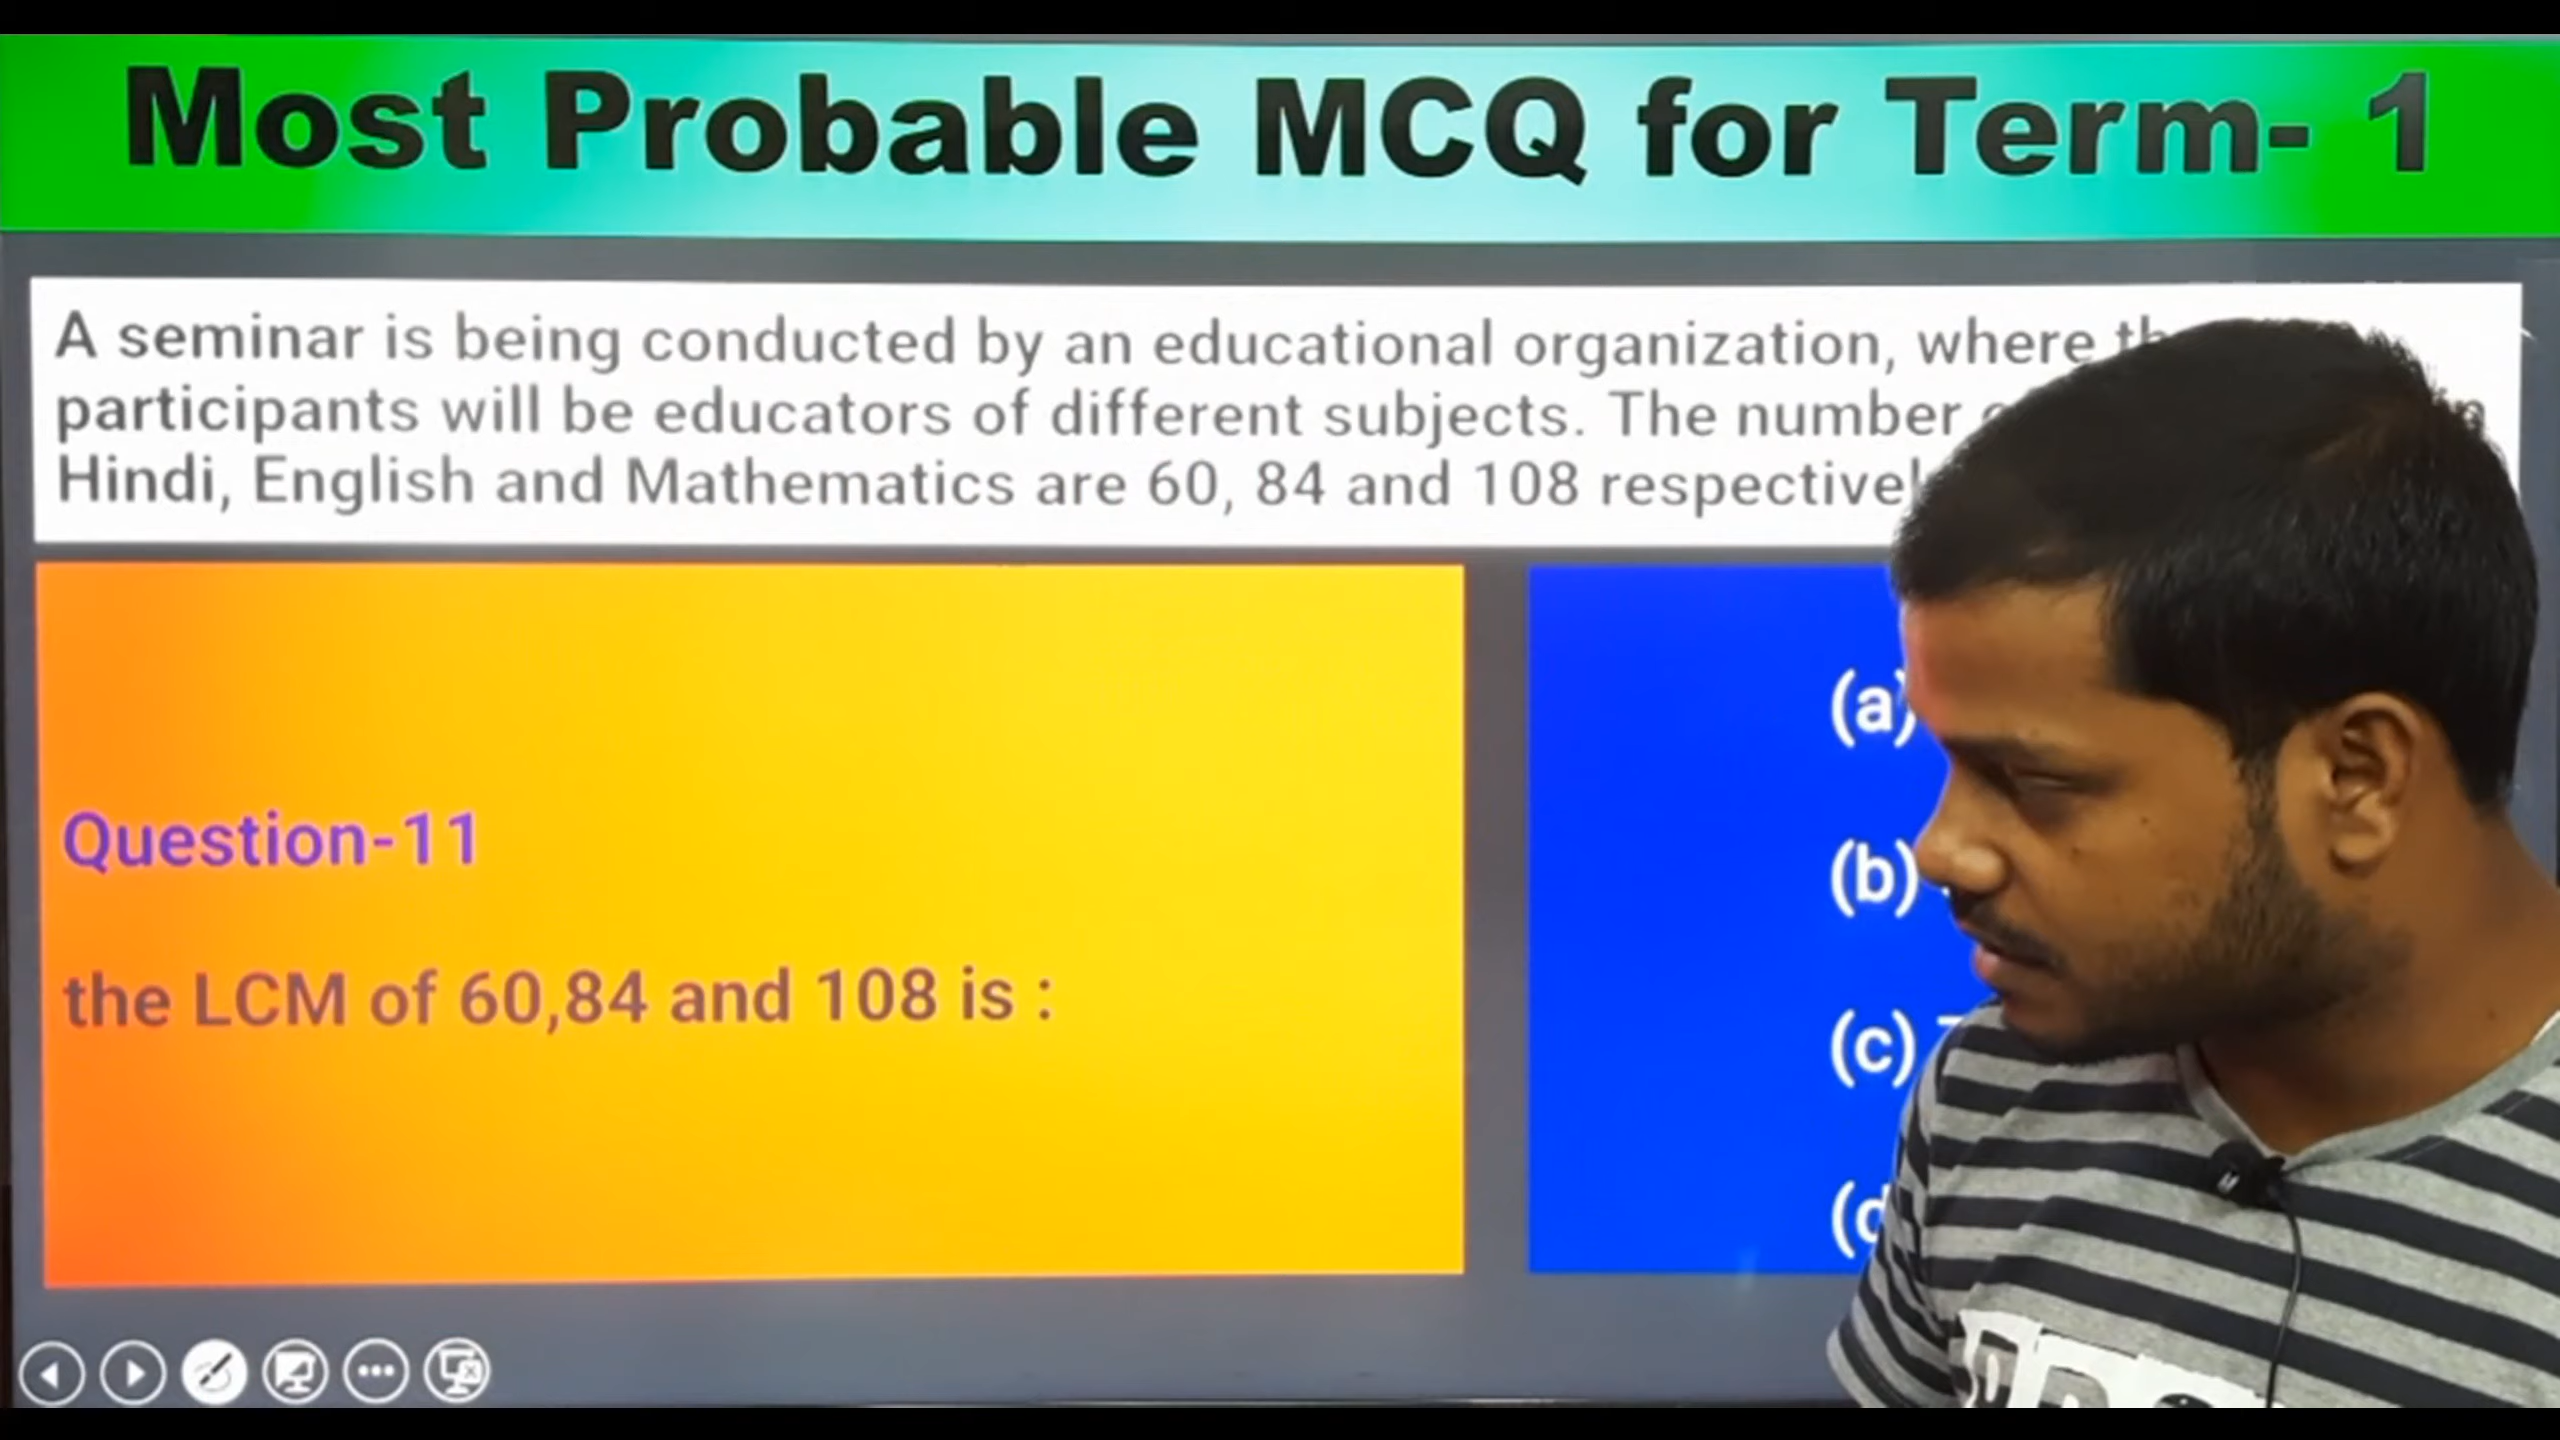 Most Probable MCQ for Term- 1
A seminar is being conducted by an educational organization, where
participants will be educators of different subjects. The number
Hindi, English and Mathematics are 60, 84 and 108
Question-11
the LCM of 60,84 and 108 is :
(a)
(b)
(c)